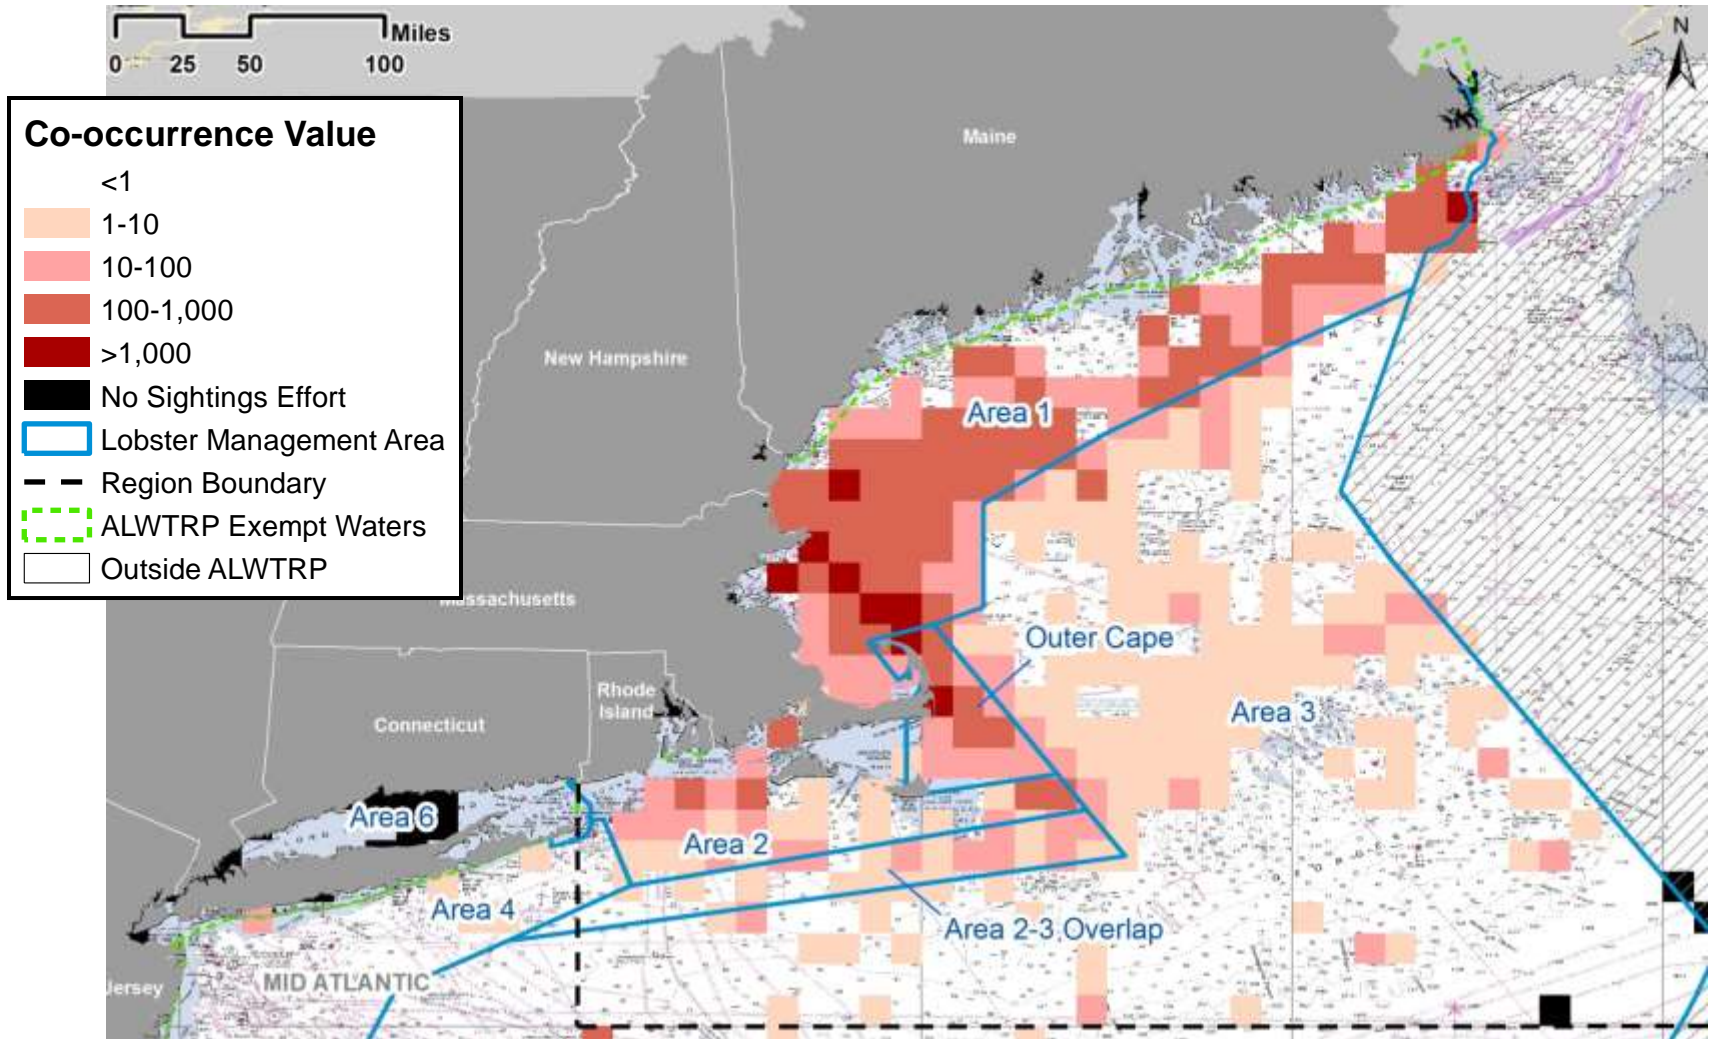 Miles
0 25 50 100
N
Co-occurrence Value
<1
1-10
10-100
100-1,000
>1,000
No Sightings Effort
Lobster Management Area
Region Boundary
ALWTRP Exempt Waters
Outside ALWTRP
Maine
New Hampshire
Area 1
Massachusetts
Outer Cape
Rhode
Island
Connecticut
Area 3
Area 6
Area 2
Area 4
Area 2-3 Overlap
MID ATLANTIC
Jersey